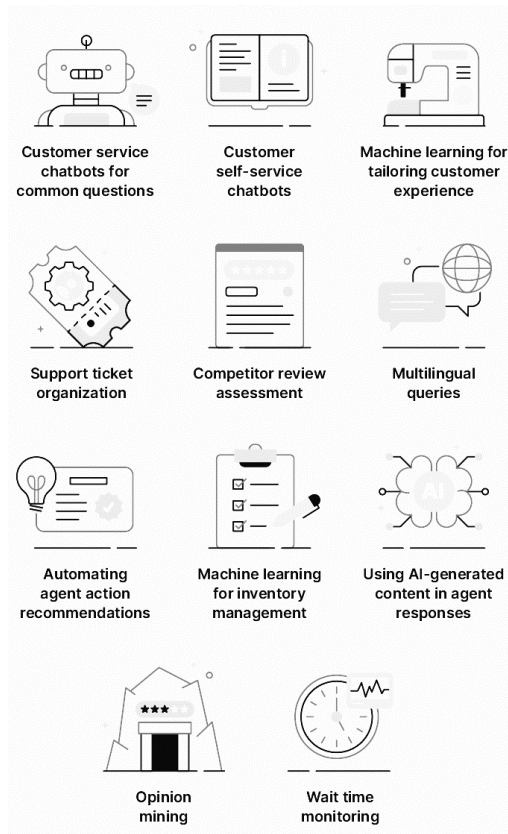 Customer service
chatbots for
common questions
Customer
self-service
chatbots
Machine learning for
tailoring customer
experience
Support ticket
organization
Competitor review
assessment
Multilingual
queries
AI
Automating
agent action
recommendations
Machine learning
for inventory
management
Using AI-generated
content in agent
responses
Opinion
mining
Wait time
monitoring